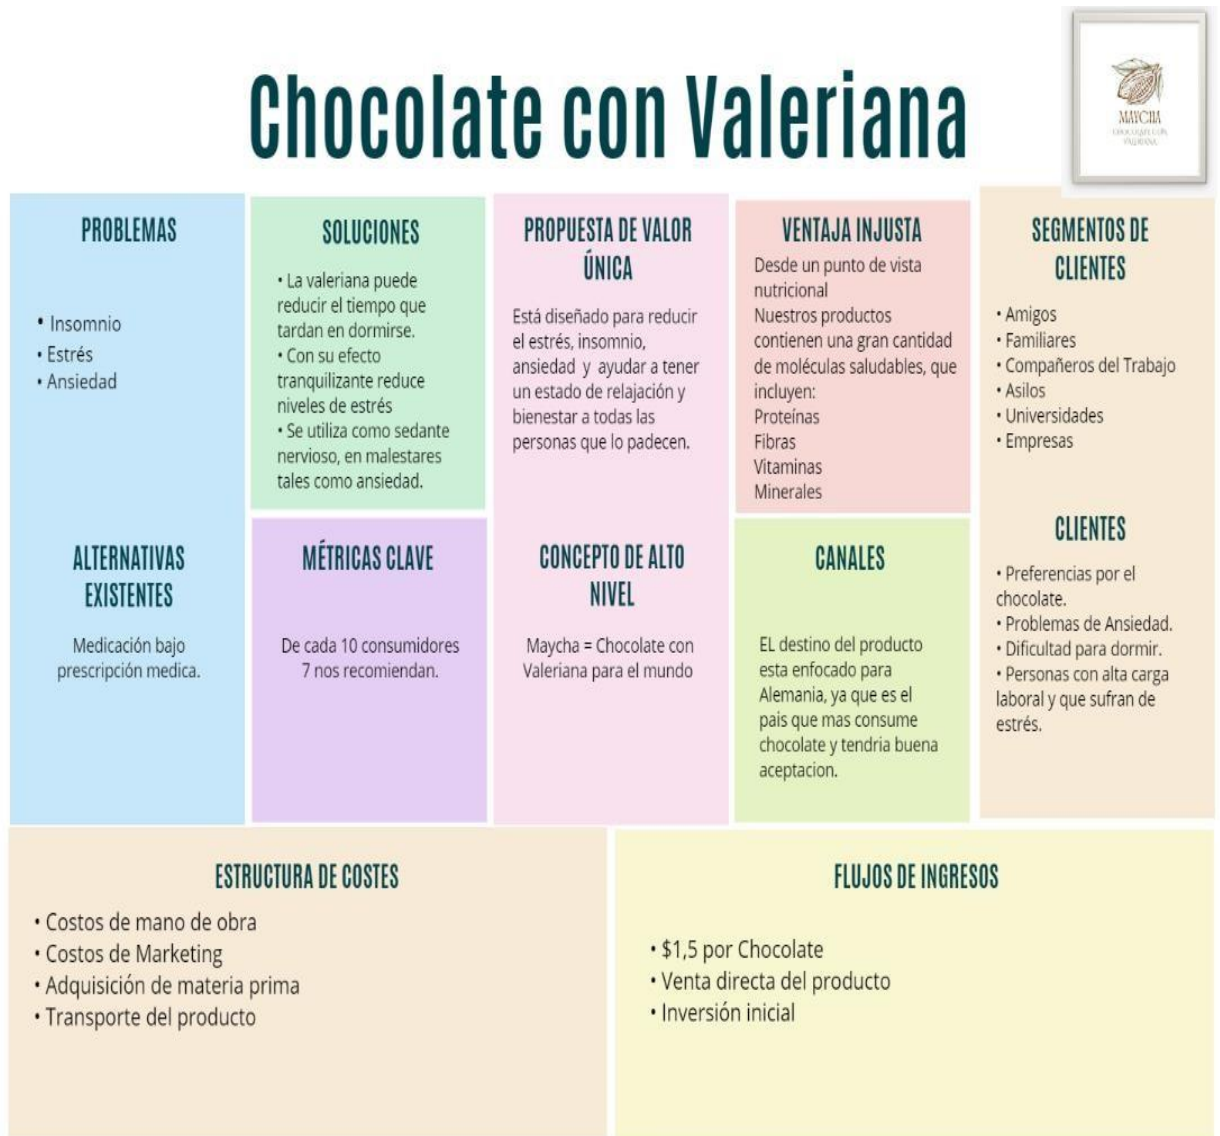 Chocolate con Valeriana
MAYCHA
CHOCOLATE CON
VALERIANA
PROBLEMAS
• Insomnio
• Estrés
• Ansiedad
ALTERNATIVAS
EXISTENTES
Medicación bajo
prescripción medica.
SOLUCIONES
• La valeriana puede
reducir el tiempo que
tardan en dormirse.
• Con su efecto
tranquilizante reduce
niveles de estrés
• Se utiliza como sedante
nervioso, en malestares
tales como ansiedad.
MÉTRICAS CLAVE
De cada 10 consumidores
7 nos recomiendan.
PROPUESTA DE VALOR
ÚNICA
Está diseñado para reducir
el estrés, insomnio,
ansiedad y ayudar a tener
un estado de relajación y
bienestar a todas las
personas que lo padecen.
CONCEPTO DE ALTO
NIVEL
Maycha = Chocolate con
Valeriana para el mundo
VENTAJA INJUSTA
Desde un punto de vista
nutricional
Nuestros productos
contienen una gran cantidad
de moléculas saludables, que
incluyen:
Proteínas
Fibras
Vitaminas
Minerales
CANALES
EL destino del producto
esta enfocado para
Alemania, ya que es el
pais que mas consume
chocolate y tendria buena
aceptacion.
SEGMENTOS DE
CLIENTES
• Amigos
• Familiares
• Compañeros del Trabajo
• Asilos
• Universidades
• Empresas
CLIENTES
• Preferencias por el
chocolate.
• Problemas de Ansiedad.
• Dificultad para dormir.
• Personas con alta carga
laboral y que sufran de
estrés.
ESTRUCTURA DE COSTES
• Costos de mano de obra
• Costos de Marketing
• Adquisición de materia prima
• Transporte del producto
FLUJOS DE INGRESOS
• $1,5 por Chocolate
• Venta directa del producto
• Inversión inicial